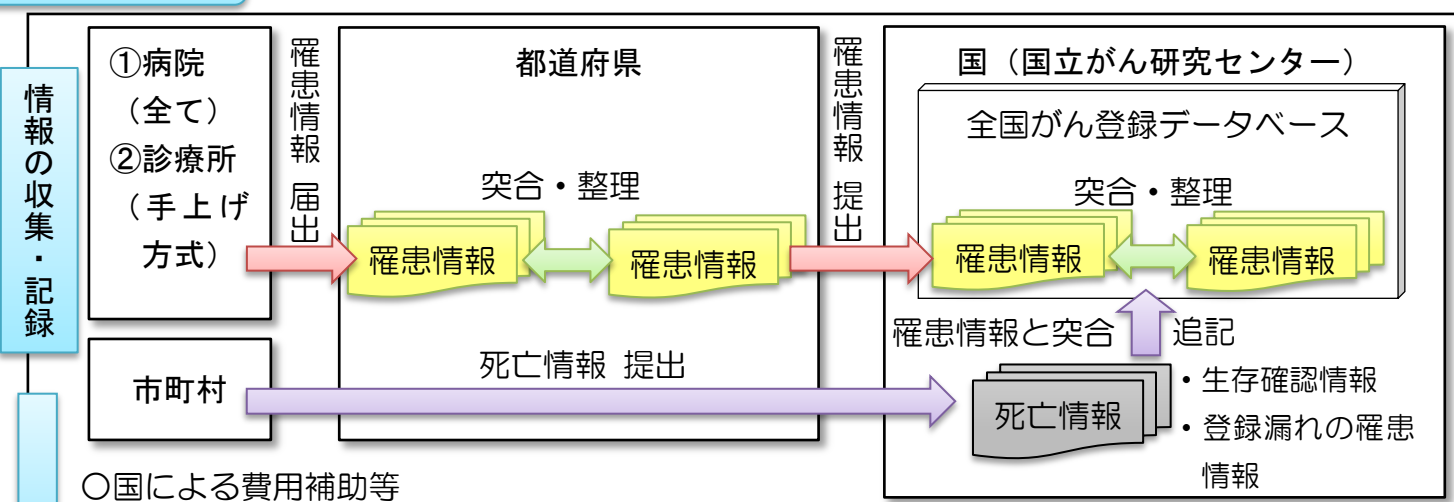 情報の収集・記録
①病院
（全て）
②診療所
（手上げ
方式）
罹患情報 届出
都道府県
突合・整理
罹患情報
罹患情報
罹患情報 提出
国（国立がん研究センター）
全国がん登録データベース
突合・整理
罹患情報
罹患情報
罹患情報と突合
追記
市町村
死亡情報 提出
死亡情報
・生存確認情報
・登録漏れの罹患
情報
〇国による費用補助等